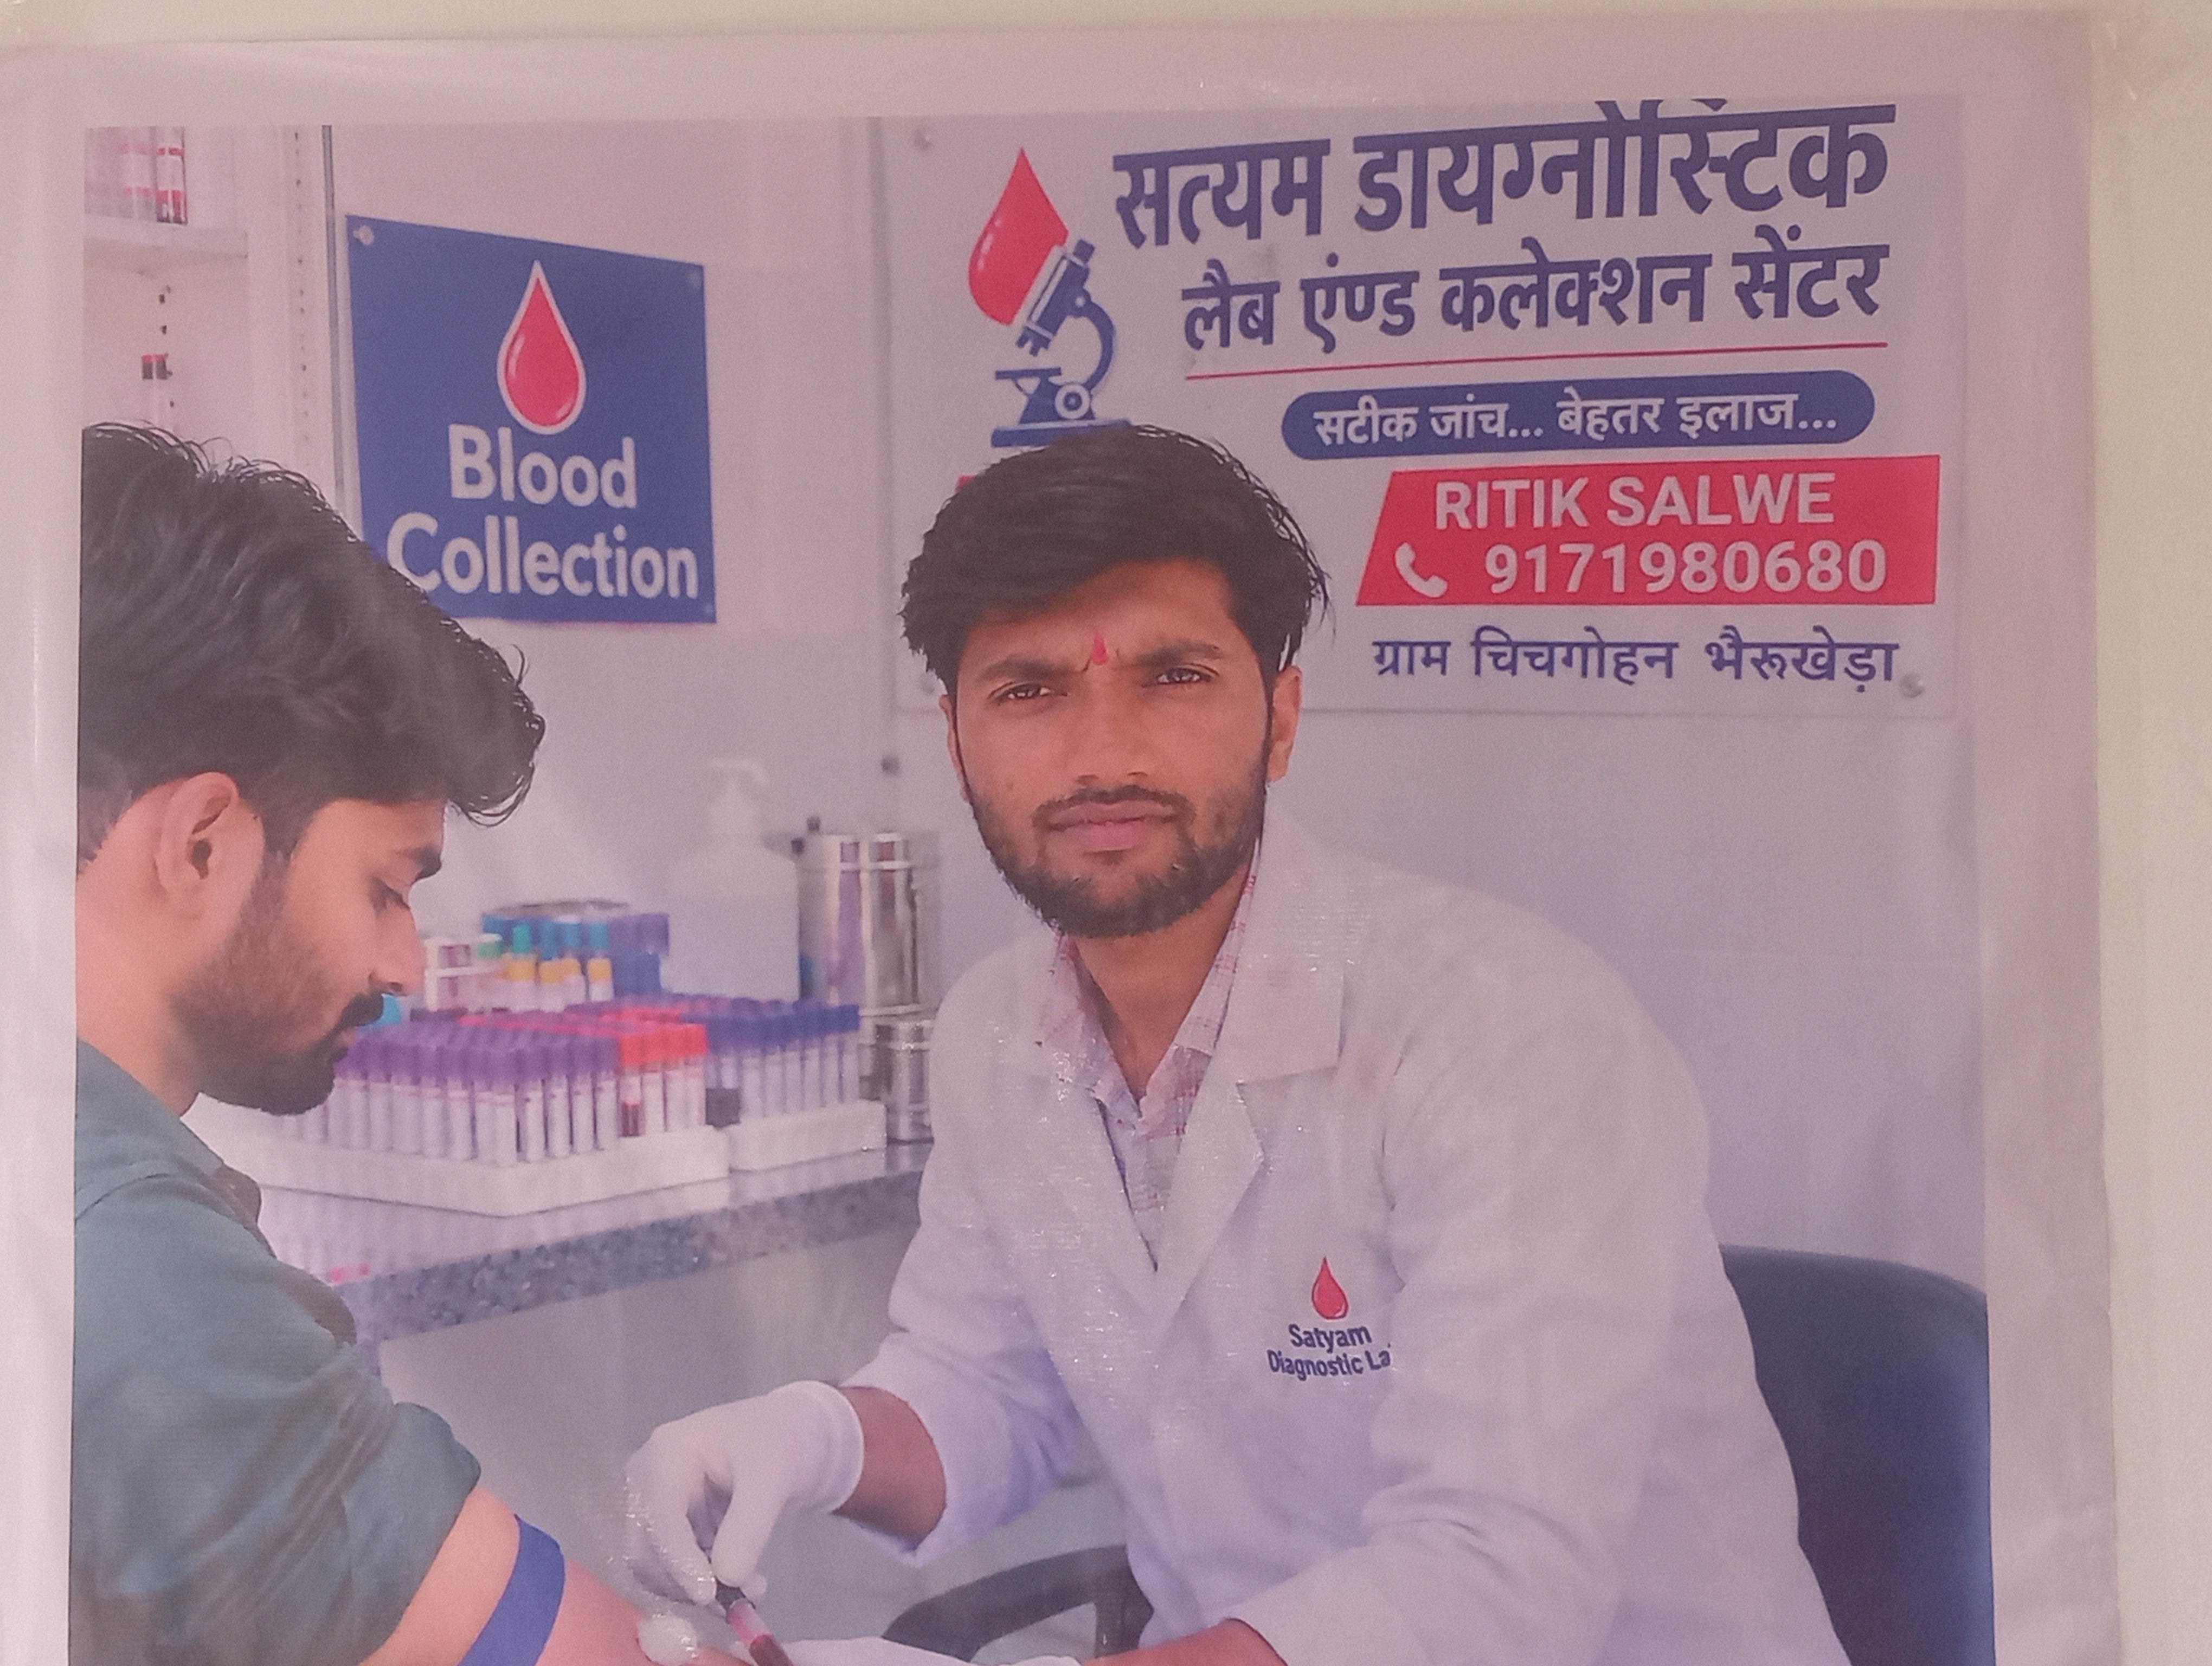 Blood
Collection
सत्यम डायग्नोस्टिक
लैब एंण्ड कलेक्शन सेंटर
सटीक जांच... बेहतर इलाज...
RITIK SALWE
9171980680
ग्राम चिचगोहन भैरूखेड़ा
Satyam
Diagnostic La